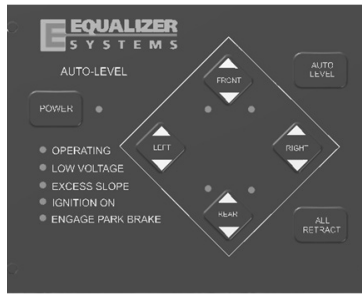 EQUALIZER
SYSTEMS
AUTO-LEVEL
AUTO
LEVEL
FRONT
POWER
LEFT
RIGHT
OPERATING
LOW VOLTAGE
EXCESS SLOPE
IGNITION ON
ENGAGE PARK BRAKE
REAR
ALL
RETRACT